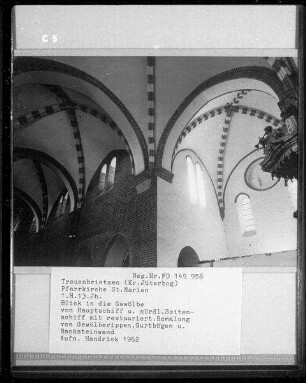 C 5
Reg.Nr.FD 149 958
Treuenbrietzen (Kr.Jüterbog)
Pfarrkirche St.Marien
1.H.13.Jh.
Blick in die Gewölbe
von Hauptschiff u. nördl.Seiten-
schiff mit restauriert.Bemalung
von Gewölberippen,Gurtbögen u.
Backsteinwand
Aufn. Handrick 1962